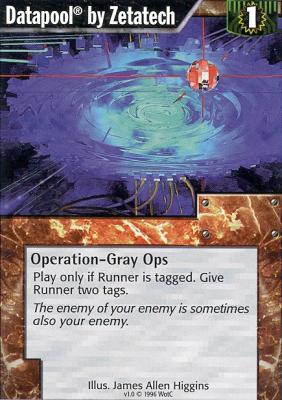 Datapool® by Zetatech
1
Operation–Gray Ops
Play only if Runner is tagged. Give
Runner two tags.
The enemy of your enemy is sometimes
also your enemy.
Illus. James Allen Higgins
v1.0 © 1996 WotC